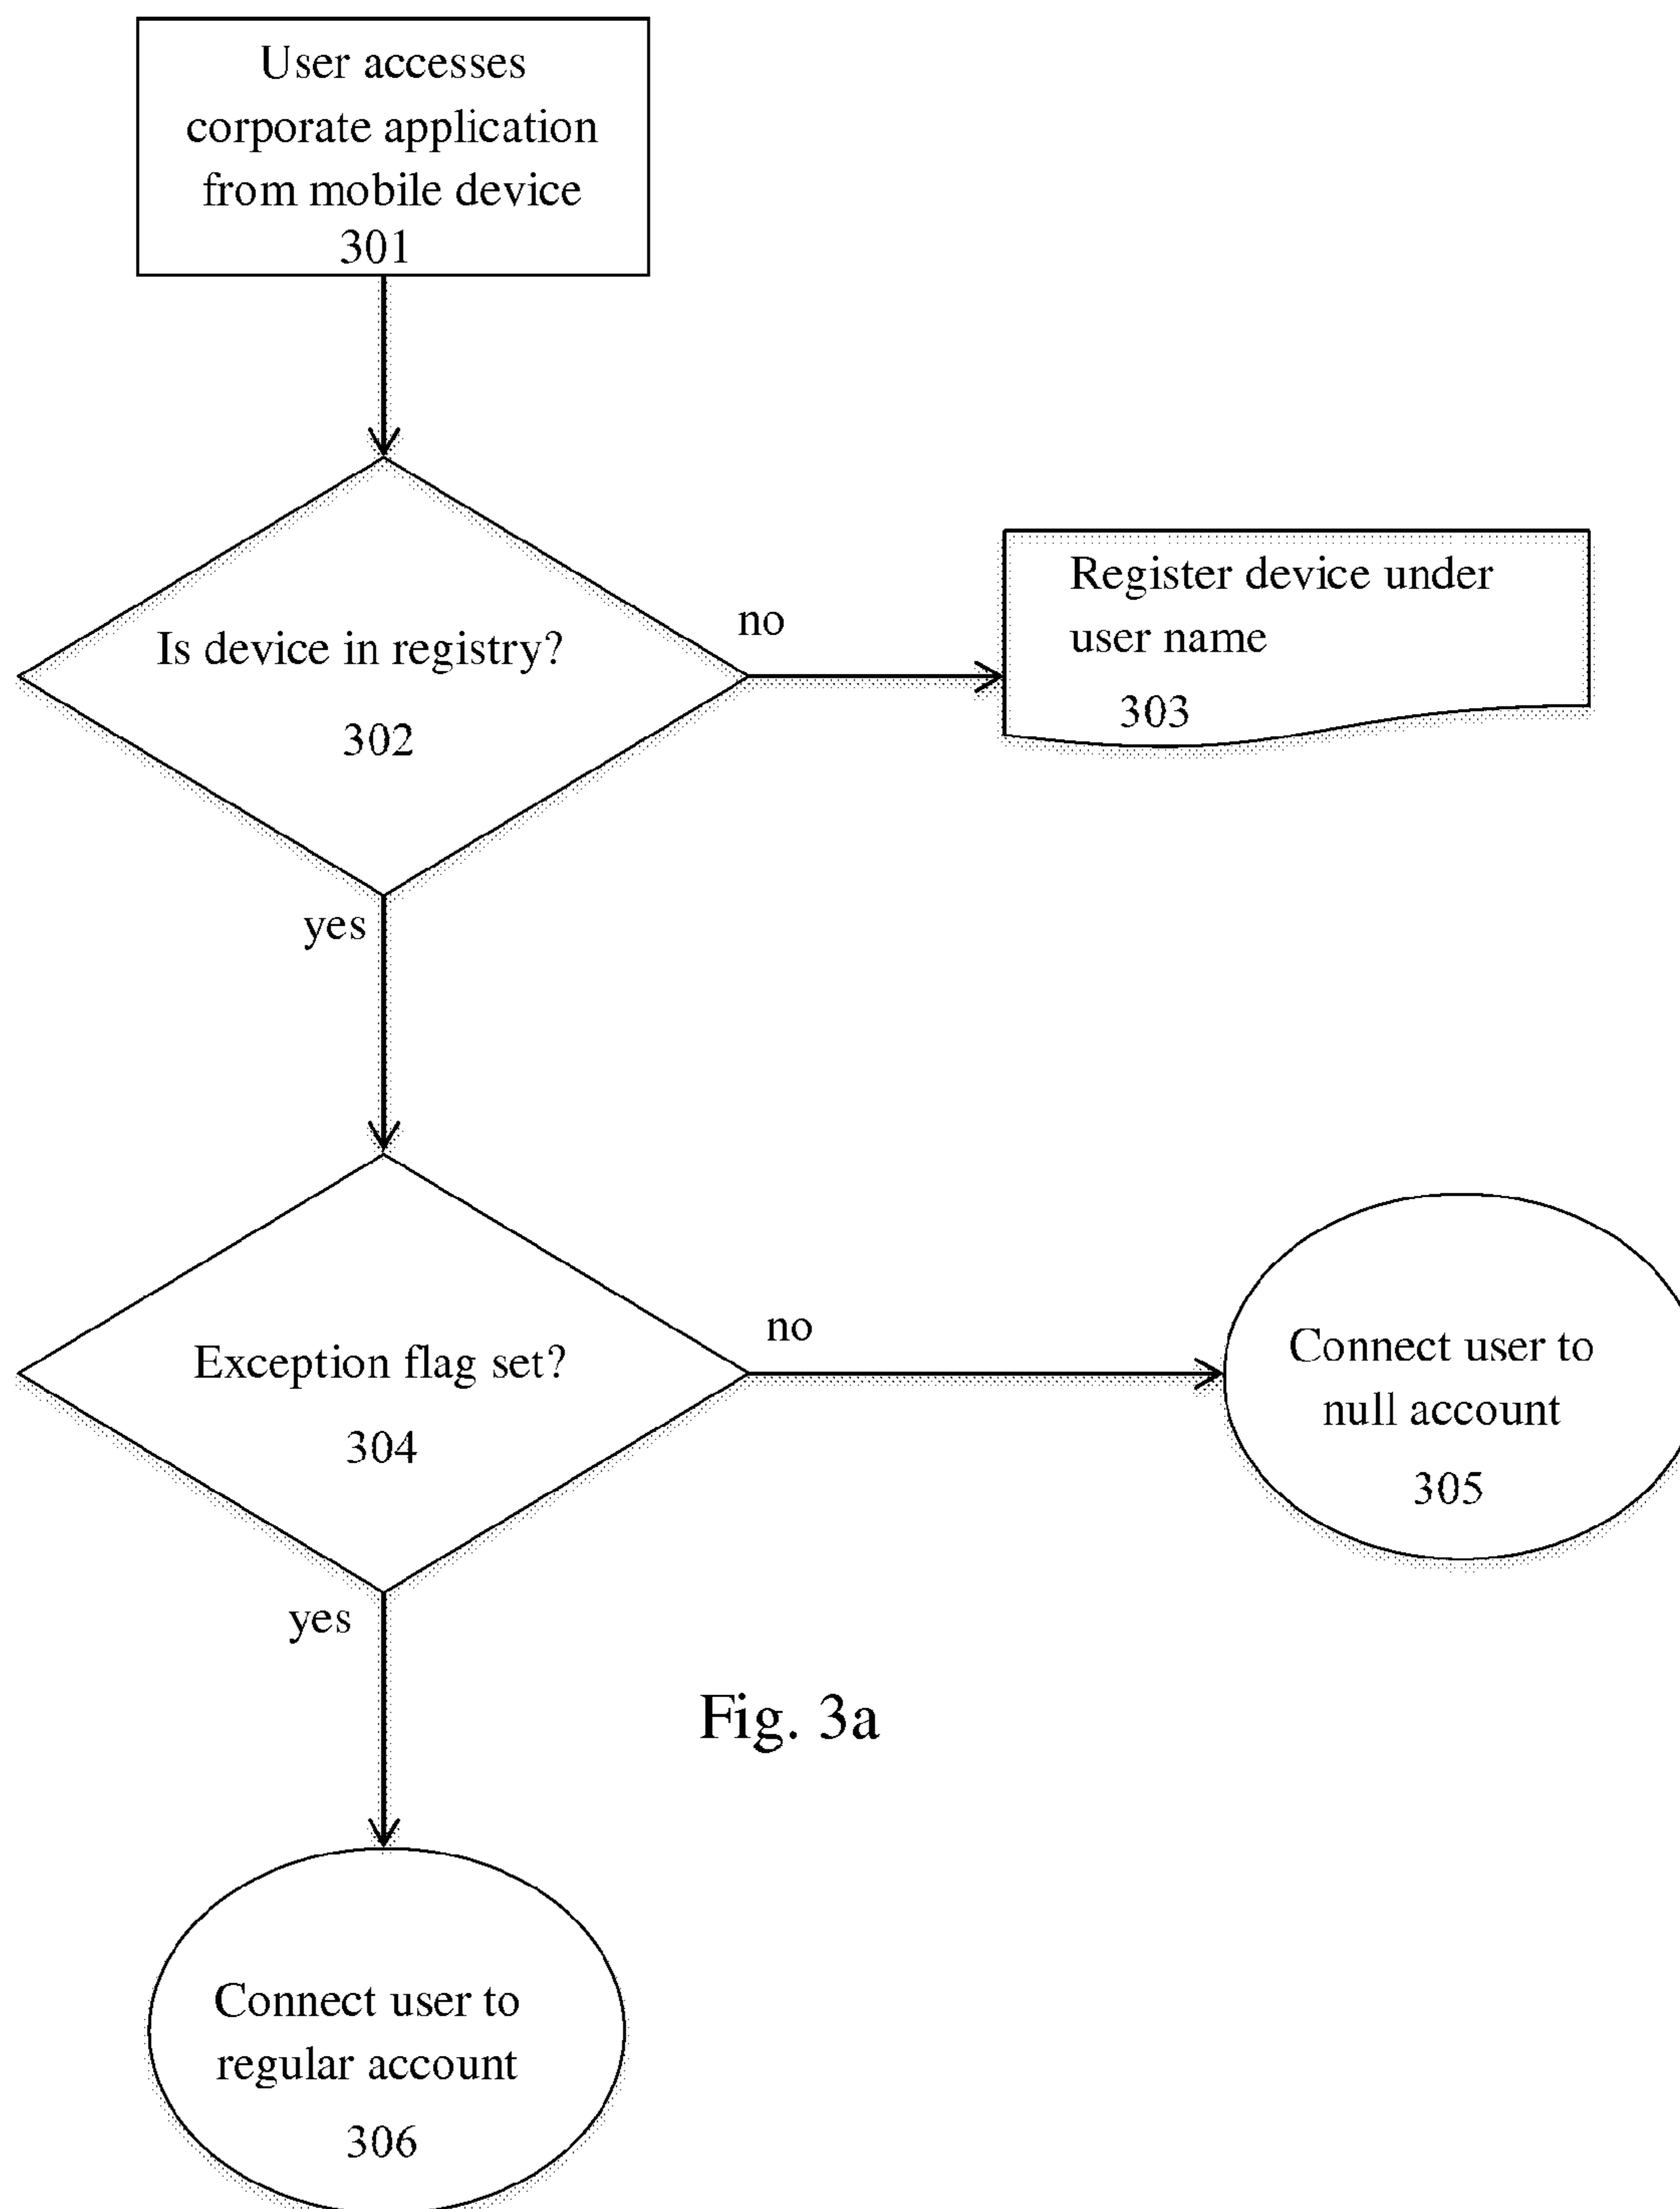 User accesses
corporate application
from mobile device
301
Is device in registry?
302
no
Register device under
user name
303
yes
Exception flag set?
304
no
Connect user to
null account
305
yes
Fig. 3a
Connect user to
regular account
306